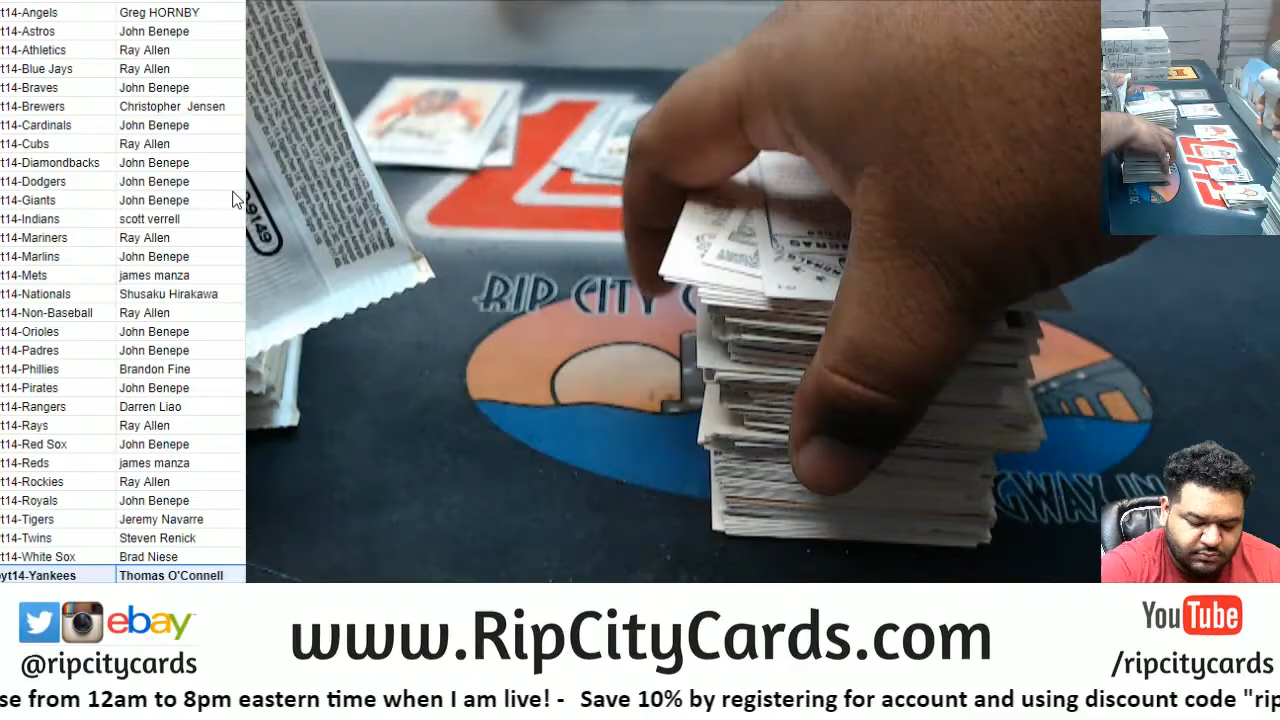 t14-Angels Greg HORNBY
t14-Astros John Benepe
t14-Athletics Ray Allen
t14-Blue Jays Ray Allen
t14-Braves John Benepe
t14-Brewers Christopher Jensen
t14-Cardinals John Benepe
t14-Cubs Ray Allen
t14-Diamondbacks John Benepe
t14-Dodgers John Benepe
t14-Giants John Benepe
t14-Indians scott verrell
t14-Mariners Ray Allen
t14-Marlins John Benepe
t14-Mets james manza
t14-Nationals Shusaku Hirakawa
t14-Non-Baseball Ray Allen
t14-Orioles John Benepe
t14-Padres John Benepe
t14-Phillies Brandon Fine
t14-Pirates John Benepe
t14-Rangers Darren Liao
t14-Rays Ray Allen
t14-Red Sox John Benepe
t14-Reds james manza
t14-Rockies Ray Allen
t14-Royals John Benepe
t14-Tigers Jeremy Navarre
t14-Twins Steven Renick
t14-White Sox Brad Niese
yt14-Yankees Thomas O'Connell
9149
RIP CITY
ebay
@ripcitycards
www.RipCityCards.com
YouTube
/ripcitycards
se from 12am to 8pm eastern time when I am live! - Save 10% by registering for account and using discount code "rip